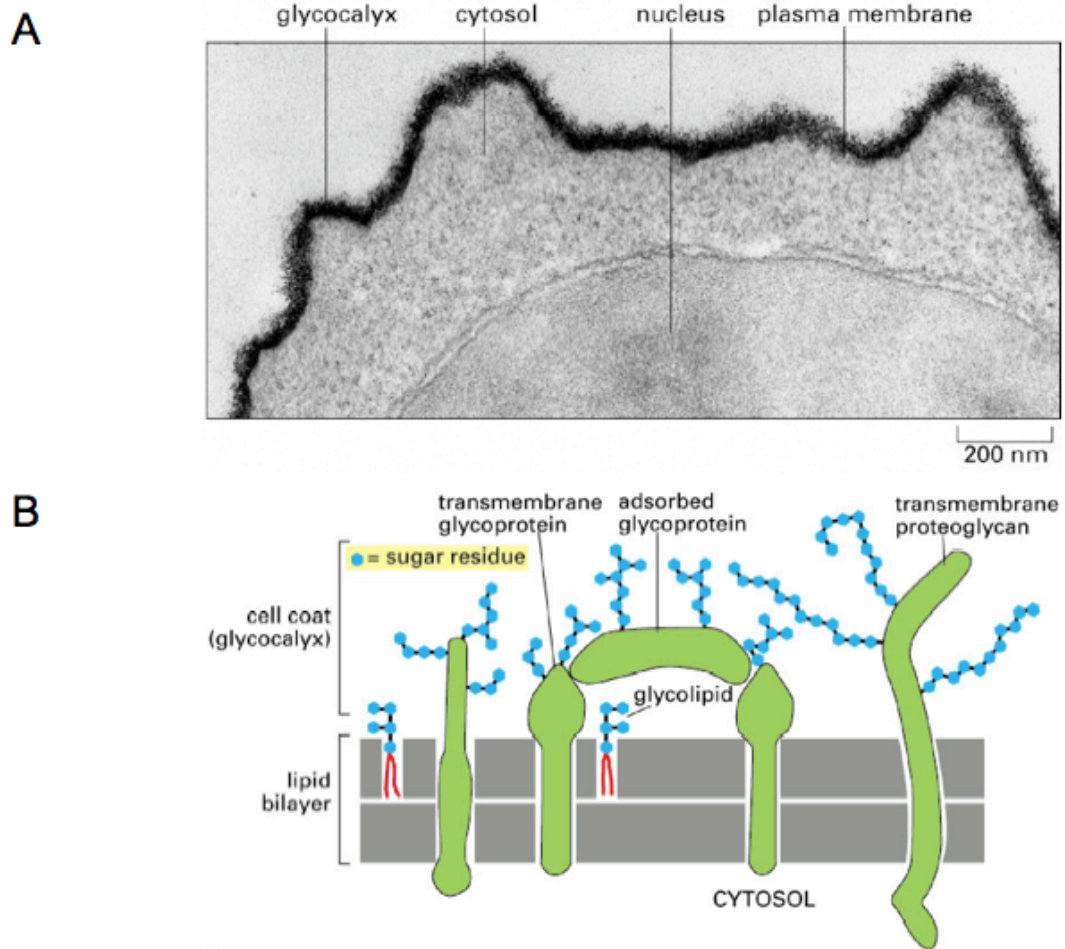 A
glycocalyx cytosol nucleus plasma membrane
200 nm
B
transmembrane
glycoprotein
adsorbed
glycoprotein
transmembrane
proteoglycan
= sugar residue
cell coat
(glycocalyx)
glycolipid
lipid
bilayer
CYTOSOL